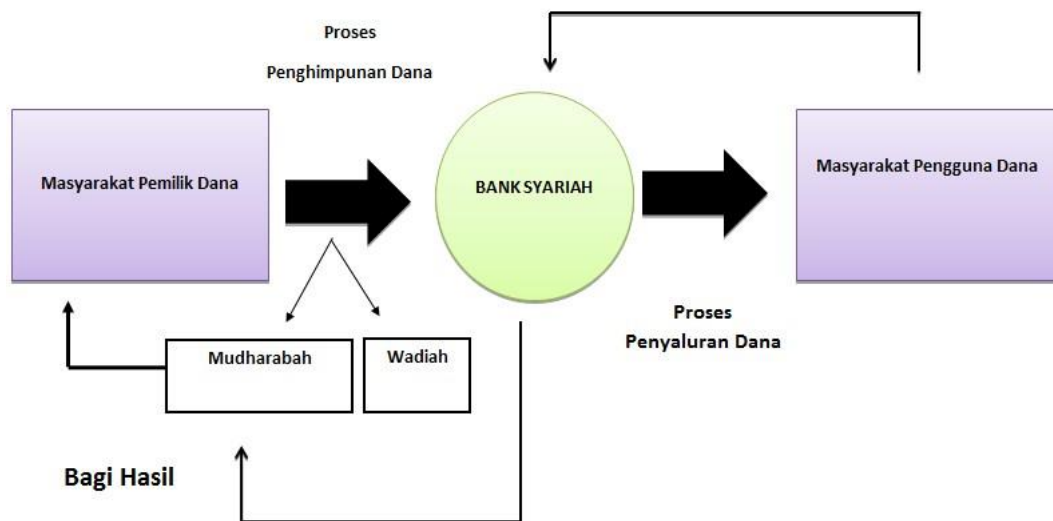 Proses
Penghimpunan Dana
Masyarakat Pemilik Dana
BANK SYARIAH
Masyarakat Pengguna Dana
Proses
Penyaluran Dana
Mudharabah
Wadiah
Bagi Hasil